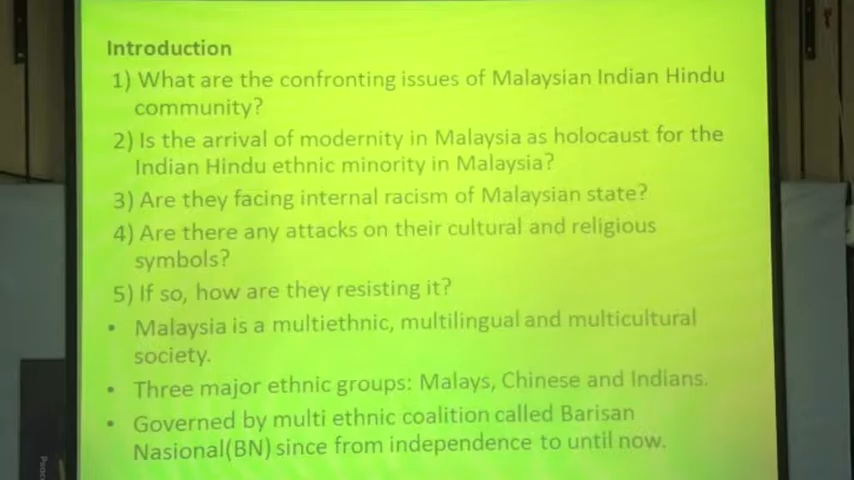 Introduction
1) What are the confronting issues of Malaysian Indian Hindu
community?
2) Is the arrival of modernity in Malaysia as holocaust for the
Indian Hindu ethnic minority in Malaysia?
3) Are they facing internal racism of Malaysian state?
4) Are there any attacks on their cultural and religious
symbols?
5) If so, how are they resisting it?
• Malaysia is a multiethnic, multilingual and multicultural
society.
• Three major ethnic groups: Malays, Chinese and Indians.
• Governed by multi ethnic coalition called Barisan
Nasional(BN) since from independence to until now.